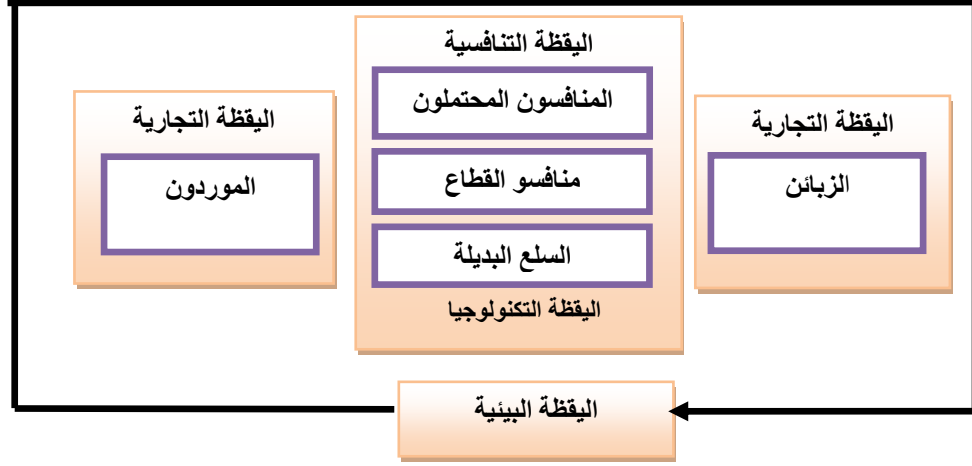 اليقظة التنافسية
المنافسون المحتملون
منافسو القطاع
السلع البديلة
اليقظة التكنولوجيا
اليقظة التجارية
الزبائن
اليقظة التجارية
الموردون
اليقظة البيئية